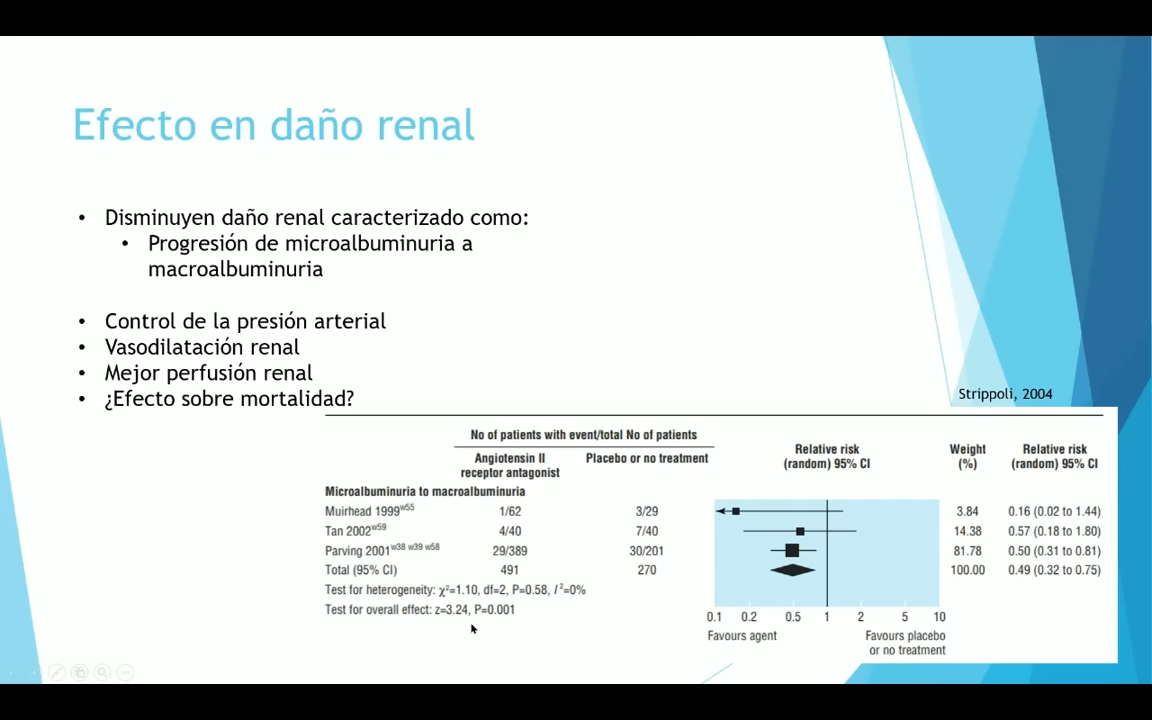 Efecto en daño renal
• Disminuyen daño renal caracterizado como:
• Progresión de microalbuminuria a
macroalbuminuria
• Control de la presión arterial
• Vasodilatación renal
• Mejor perfusión renal
• ¿Efecto sobre mortalidad?
Strippoli, 2004
No of patients with event/total No of patients
Angiotensin II
receptor antagonist
Placebo or no treatment
Relative risk
(random) 95% CI
Weight
(%)
Relative risk
(random) 95% CI
Microalbuminuria to macroalbuminuria
Muirhead 1999w55 1/62 3/29 3.84 0.16 (0.02 to 1.44)
Tan 2002w59 4/40 7/40 14.38 0.57 (0.18 to 1.80)
Parving 2001w38 w39 w58 29/389 30/201 81.78 0.50 (0.31 to 0.81)
Total (95% CI) 491 270 100.00 0.49 (0.32 to 0.75)
Test for heterogeneity: χ²=1.10, df=2, P=0.58, I²=0%
Test for overall effect: z=3.24, P=0.001
0.1 0.2 0.5 1 2 5 10
Favours agent
Favours placebo
or no treatment